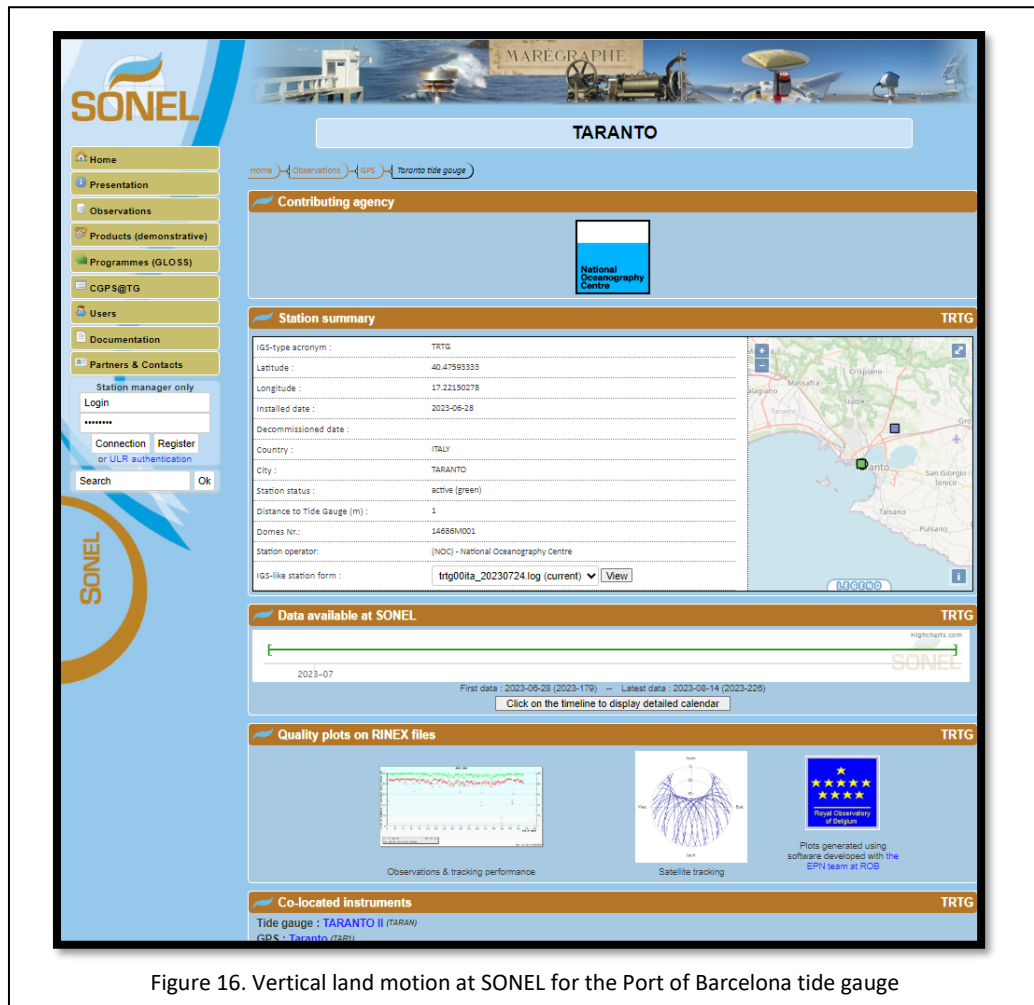 MAREGRAPHE
SONEL
TARANTO
Home
Presentation
Observations
Products (demonstrative)
Programmes (GLOSS)
CGPS@TG
Users
Documentation
Partners & Contacts
Station manager only
Login
••••••••
Connection Register
or ULR authentication
Search Ok
SONEL
Home Observations GPS Taranto tide gauge
Contributing agency
National
Oceanography
Centre
Station summary TRTG
IGS-type acronym : TRTG
Latitude : 40.47593333
Longitude : 17.22150278
Installed date : 2023-06-28
Decommissioned date :
Country : ITALY
City : TARANTO
Station status : active (green)
Distance to Tide Gauge (m) : 1
Domes Nr.: 14686M001
Station operator: (NOC) - National Oceanography Centre
IGS-like station form : trtg00ita_20230724.log (current) View
+
−
Crispiano
Massafra
alagiano
Statte
Gro
anto
San Giorgio
Ionico
Talsano
Pulsano
LEGEND
i
Data available at SONEL TRTG
Highcharts.com
SONEL
2023-07
First data : 2023-06-28 (2023-179) -- Latest data : 2023-08-14 (2023-226)
Click on the timeline to display detailed calendar
Quality plots on RINEX files TRTG
Royal Observatory
of Belgium
Observations & tracking performance
Satellite tracking
Plots generated using
software developed with the
EPN team at ROB
Co-located instruments TRTG
Tide gauge : TARANTO II (TARAN)
GPS : Taranto (TAR1)
Figure 16. Vertical land motion at SONEL for the Port of Barcelona tide gauge